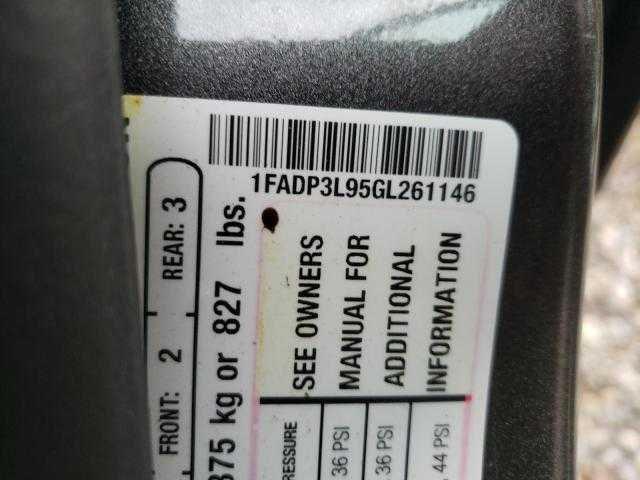 1FADP3L95GL261146
FRONT: 2 REAR: 3
375 kg or 827 lbs.
SEE OWNERS
MANUAL FOR
ADDITIONAL
INFORMATION
36 PSI
36 PSI
44 PSI